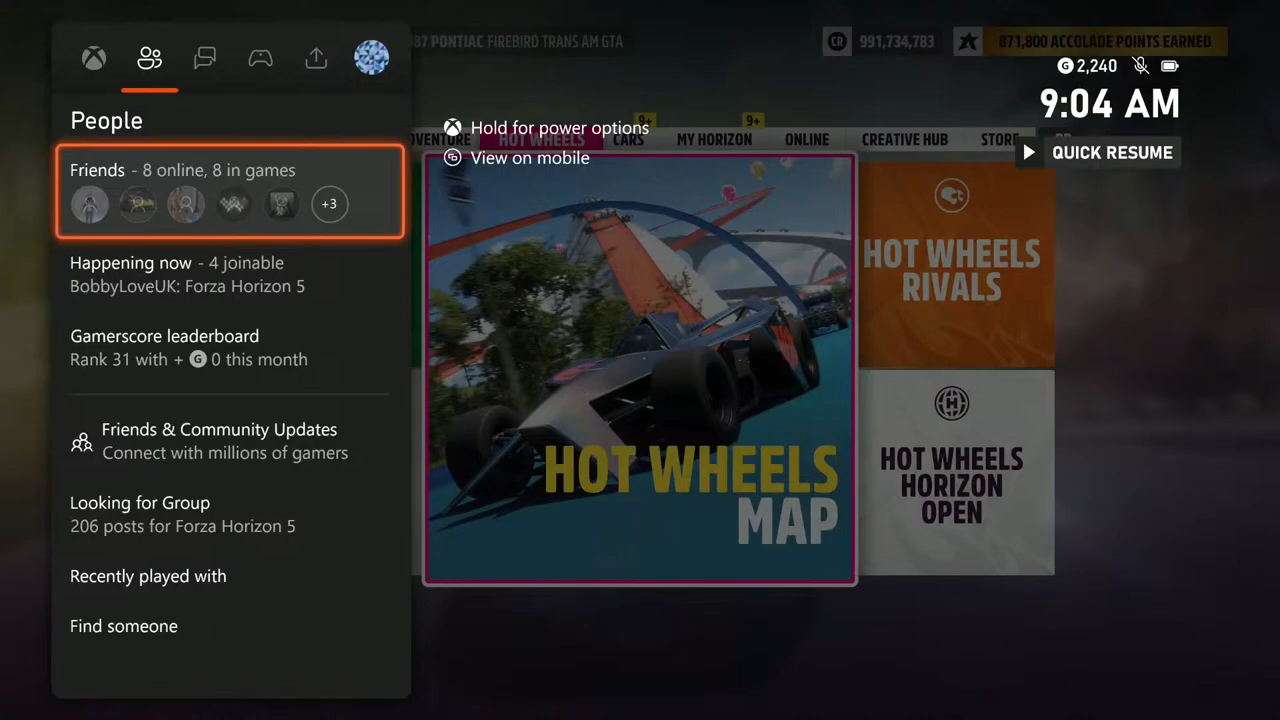 People
Friends - 8 online, 8 in games
+3
Happening now - 4 joinable
BobbyLoveUK: Forza Horizon 5
Gamerscore leaderboard
Rank 31 with + G 0 this month
Friends & Community Updates
Connect with millions of gamers
Looking for Group
206 posts for Forza Horizon 5
Recently played with
Find someone
87 PONTIAC FIREBIRD TRANS AM GTA
CR 991,734,783
871,800 ACCOLADE POINTS EARNED
G 2,240
9:04 AM
QUICK RESUME
Hold for power options
View on mobile
9+
9+
HOT WHEELS CARS MY HORIZON ONLINE CREATIVE HUB STORE
HOT WHEELS
MAP
HOT WHEELS
RIVALS
HOT WHEELS
HORIZON
OPEN